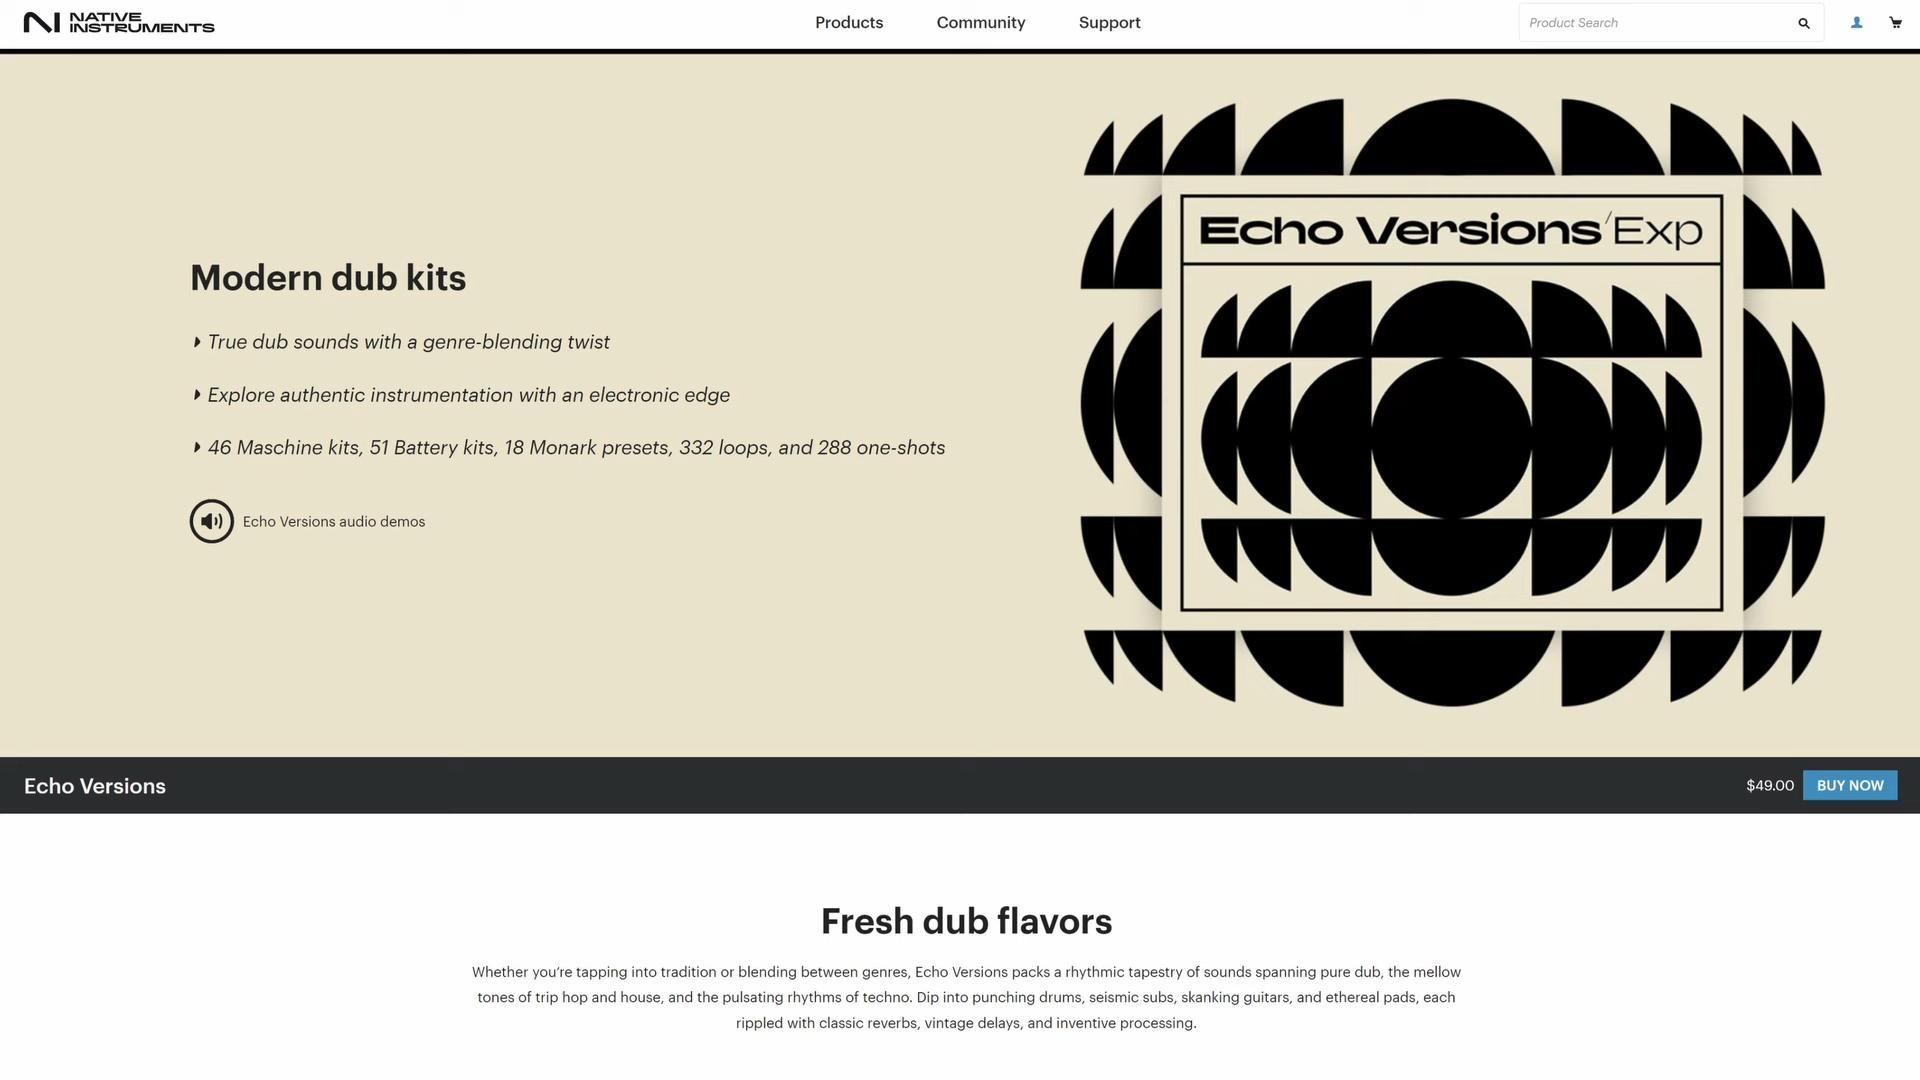 NATIVE
INSTRUMENTS
Products
Community
Support
Product Search
Modern dub kits
True dub sounds with a genre-blending twist
Explore authentic instrumentation with an electronic edge
46 Maschine kits, 51 Battery kits, 18 Monark presets, 332 loops, and 288 one-shots
Echo Versions audio demos
Echo Versions/Exp
Echo Versions
$49.00
BUY NOW
Fresh dub flavors
Whether you’re tapping into tradition or blending between genres, Echo Versions packs a rhythmic tapestry of sounds spanning pure dub, the mellow
tones of trip hop and house, and the pulsating rhythms of techno. Dip into punching drums, seismic subs, skanking guitars, and ethereal pads, each
rippled with classic reverbs, vintage delays, and inventive processing.